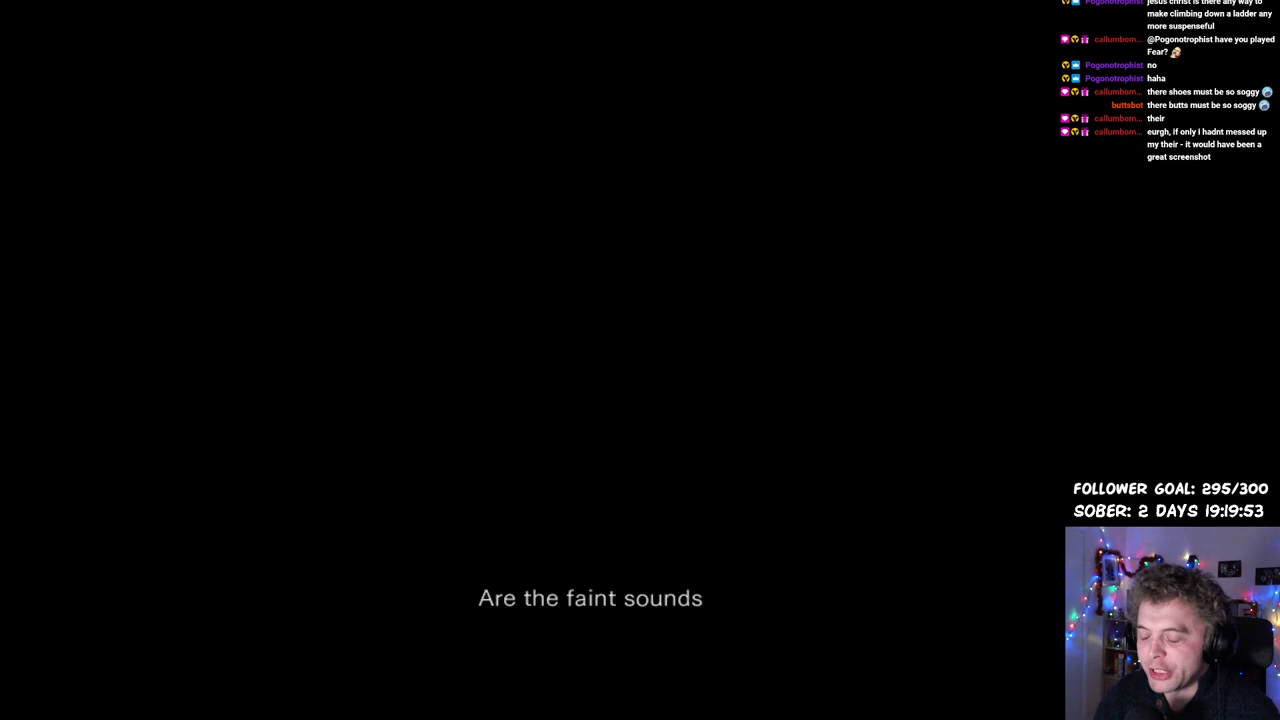 Pogonotrophist jesus christ is there any way to
make climbing down a ladder any
more suspenseful
callumbom... @Pogonotrophist have you played
Fear?
Pogonotrophist no
Pogonotrophist haha
callumbom... there shoes must be so soggy
buttsbot there butts must be so soggy
callumbom... their
callumbom... eurgh, if only i hadnt messed up
my their - it would have been a
great screenshot
FOLLOWER GOAL: 295/300
SOBER: 2 DAYS 19:19:53
Are the faint sounds